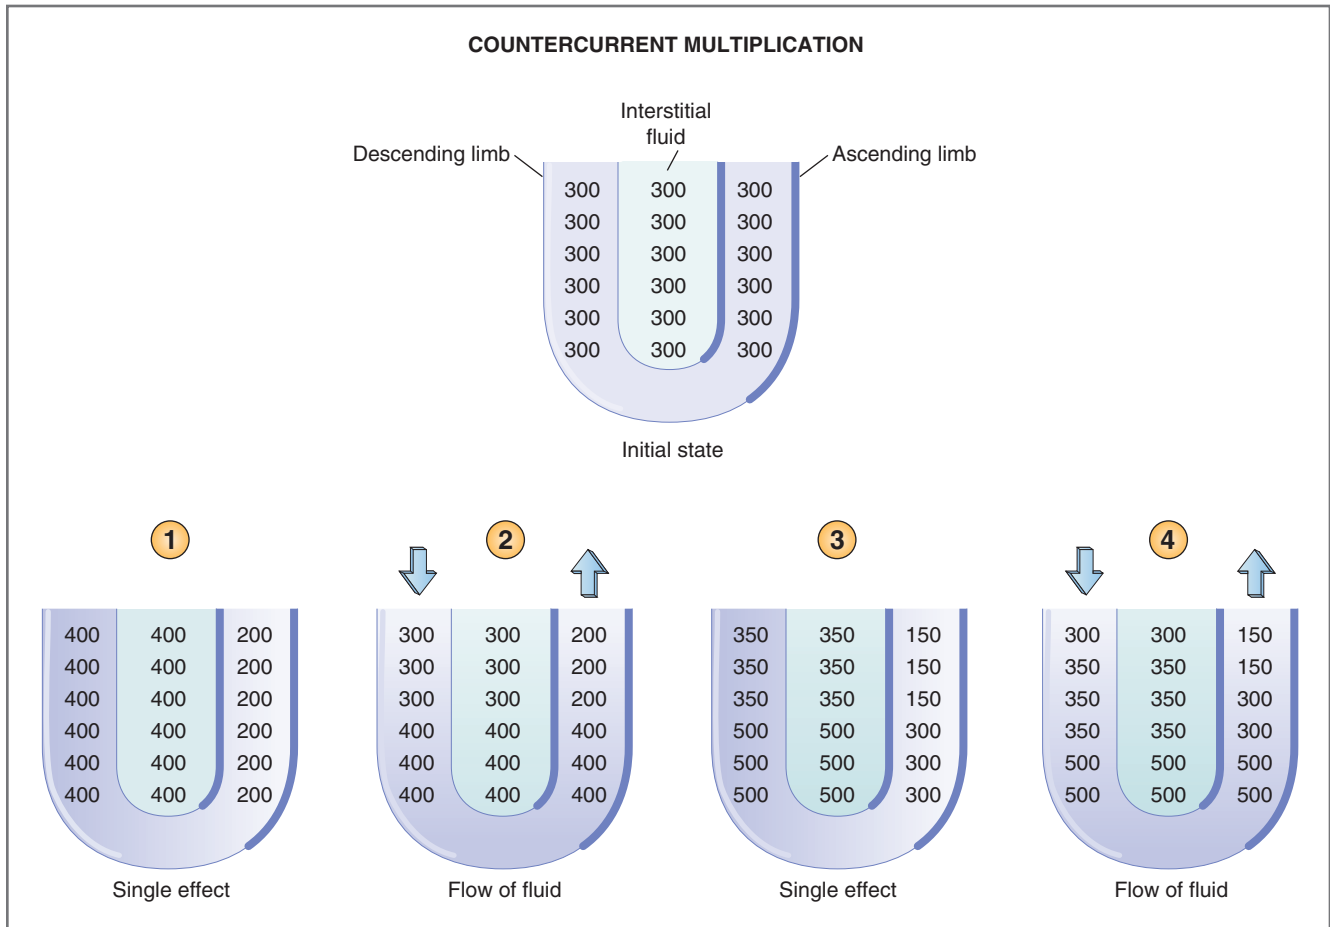 COUNTERCURRENT MULTIPLICATION
Interstitial
fluid
Descending limb
Ascending limb
300 300 300
300 300 300
300 300 300
300 300 300
300 300 300
300 300 300
Initial state
1
400 400 200
400 400 200
400 400 200
400 400 200
400 400 200
400 400 200
Single effect
2
300 300 200
300 300 200
300 300 200
400 400 400
400 400 400
400 400 400
Flow of fluid
3
350 350 150
350 350 150
350 350 150
500 500 300
500 500 300
500 500 300
Single effect
4
300 300 150
350 350 150
350 350 300
350 350 300
500 500 500
500 500 500
Flow of fluid